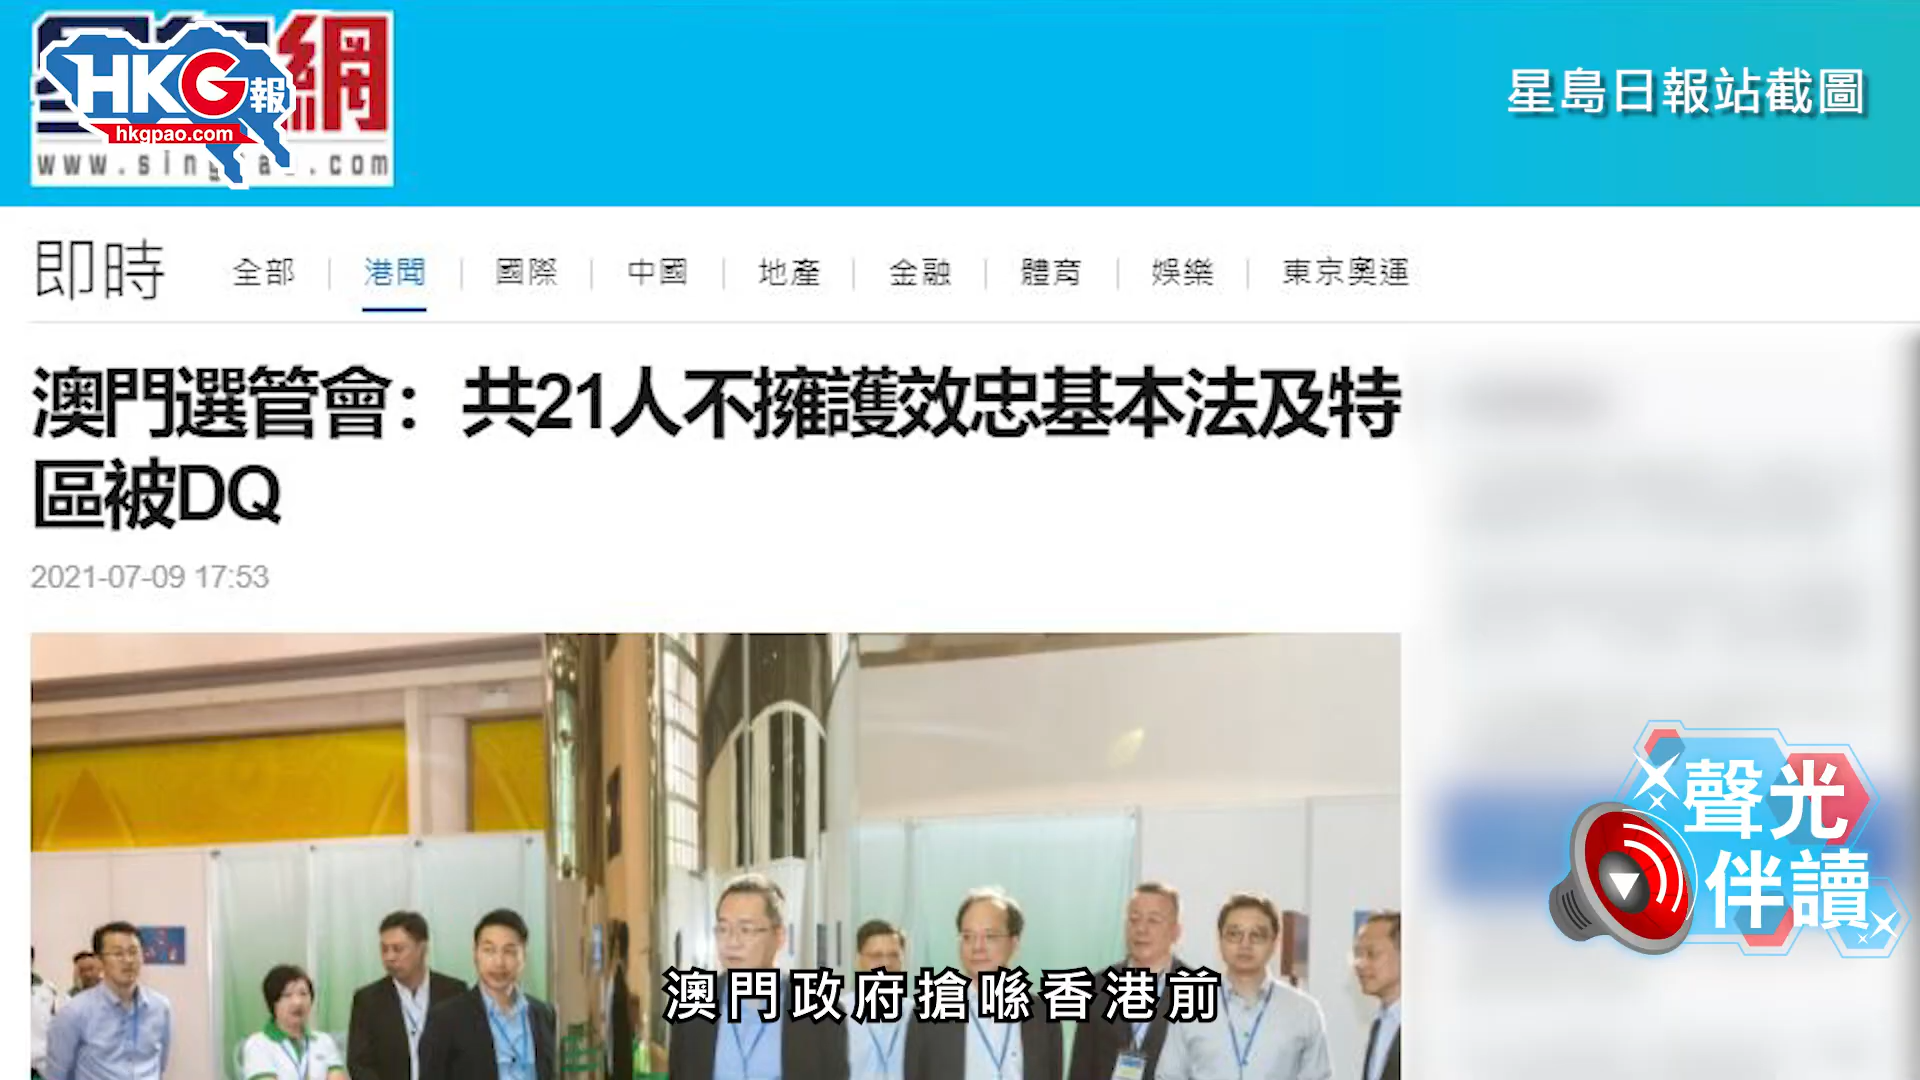 網
HKG報
hkgpao.com
www.sin
.com
星島日報站截圖
即時 全部 | 港聞 | 國際 | 中國 | 地產 | 金融 | 體育 | 娛樂 | 東京奧運
澳門選管會：共21人不擁護效忠基本法及特
區被DQ
2021-07-09 17:53
聲光
伴讀
澳門政府搶喺香港前